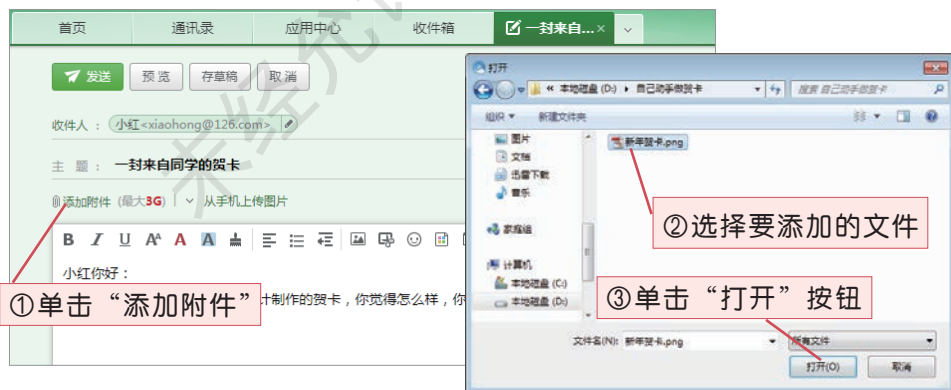 首页 通讯录 应用中心 收件箱 一封来自...×
发送 预览 存草稿 取消
收件人： 小红<xiaohong@126.com>
主 题： 一封来自同学的贺卡
添加附件 (最大3G) 从手机上传图片
B I U A A A
小红你好：
计制作的贺卡，你觉得怎么样，你
①单击“添加附件”
打开
« 本地磁盘 (D:) ▸ 自己动手做贺卡
搜索 自己动手做贺卡
组织 新建文件夹
图片
文档
迅雷下载
音乐
家庭组
计算机
本地磁盘 (C:)
本地磁盘 (D:)
新年贺卡.png
②选择要添加的文件
③单击“打开”按钮
文件名(N): 新年贺卡.png 所有文件
打开(O) 取消
未经允